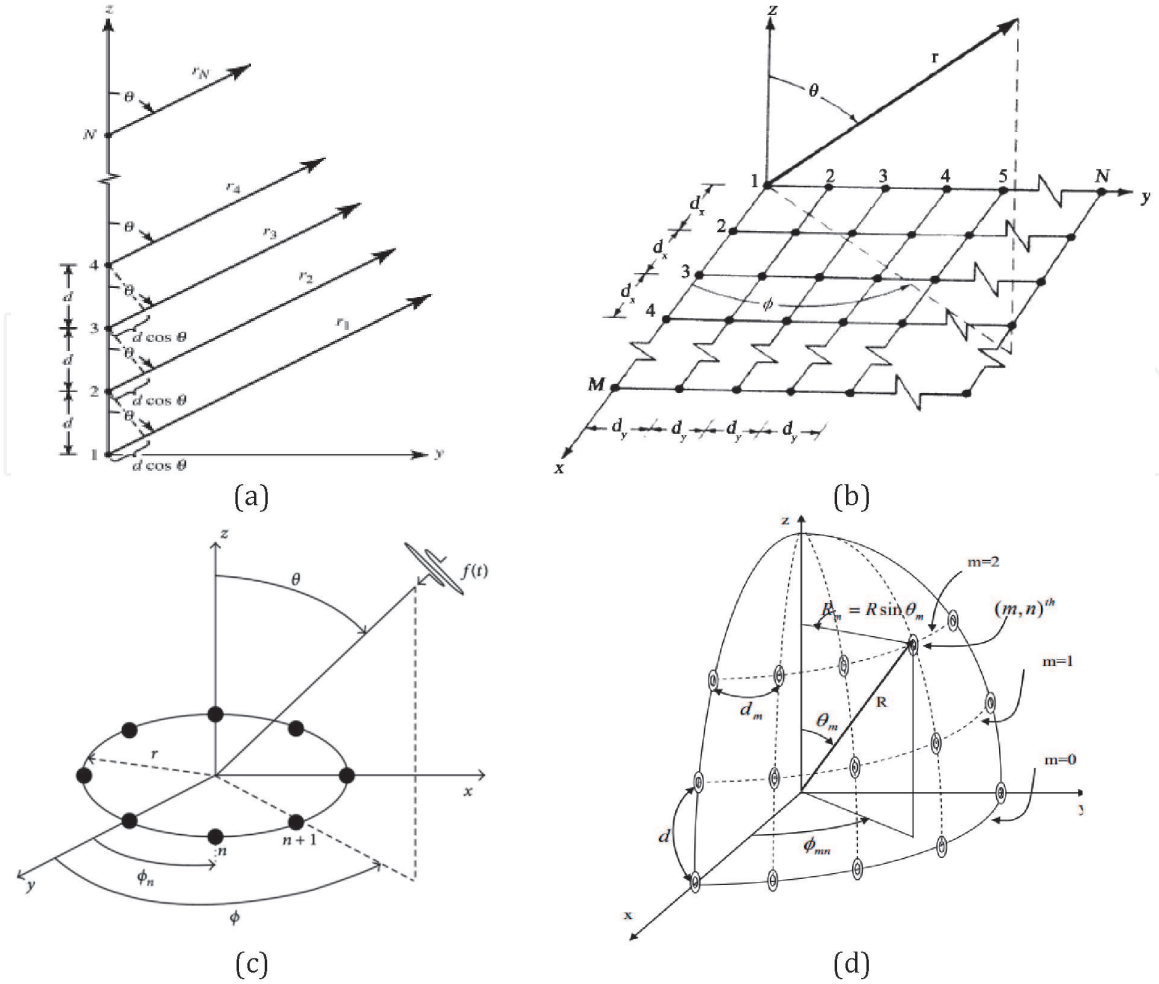 z
r_N
θ
N
r_4
θ
r_3
4
r_2
d
θ
r_1
3
d cos θ
d
θ
2
d cos θ
d
θ
1
d cos θ
y
(a)
z
r
θ
1 2 3 4 5 N
y
d_x
2
d_x
3
d_x
ϕ
4
M
d_y d_y d_y d_y
x
(b)
z
θ
f(t)
r
x
n n + 1
y
ϕ_n
ϕ
(c)
z
m=2
R_m = R sin θ_m
(m, n)^th
m=1
d_m
R
θ_m
m=0
y
d
ϕ_mn
x
(d)